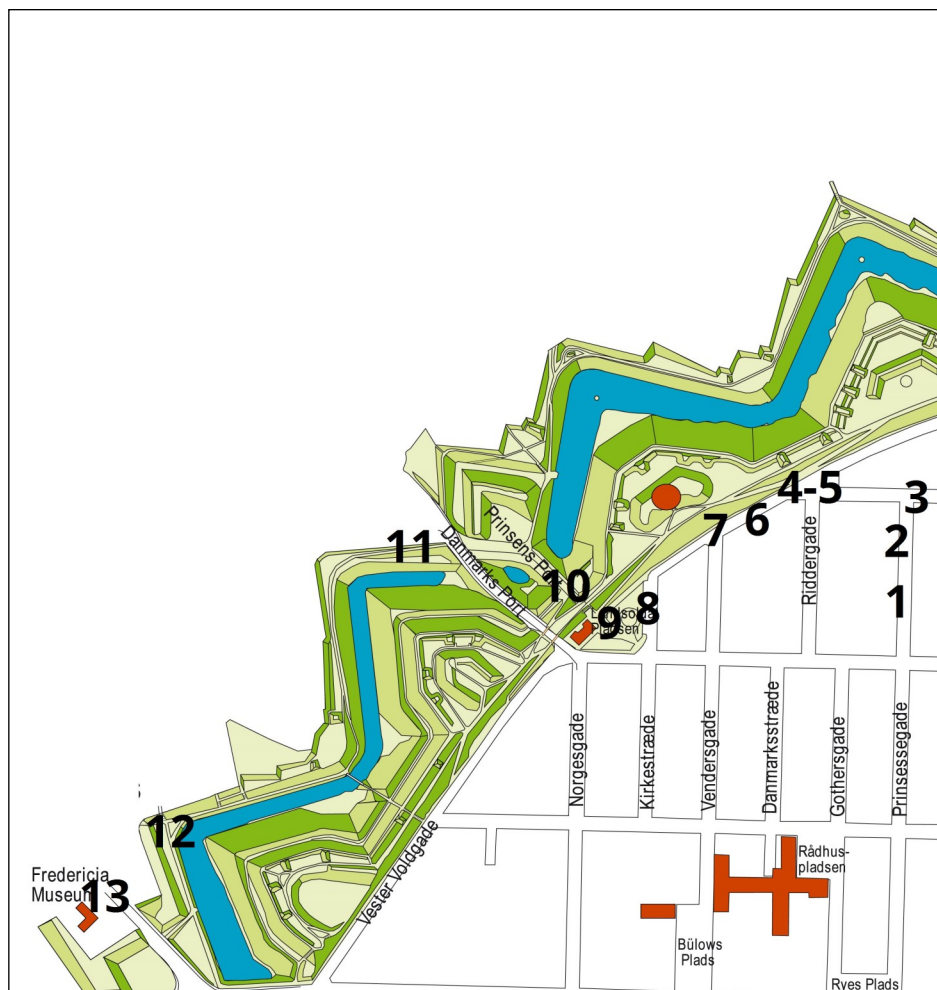 4-5
3
6
7
2
Prinsens Port
11
Danmarks Port
Riddergade
10
1
8
9
Pladsen
Norgesgade
Kirkestræde
Vendersgade
Danmarksstræde
Gothersgade
Prinsessegade
12
Vester Voldgade
Rådhus-
pladsen
Fredericia
Museum
13
Bülows
Plads
Ryes Plads